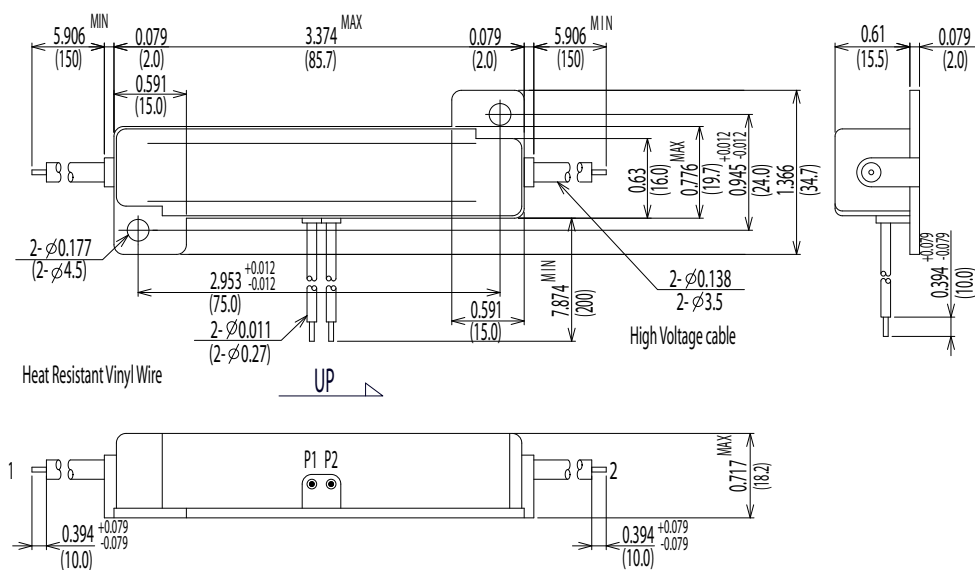 5.906 MIN
(150)
0.079
(2.0)
3.374 MAX
(85.7)
0.079
(2.0)
5.906 MIN
(150)
0.61
(15.5)
0.079
(2.0)
0.591
(15.0)
0.63
(16.0)
0.776 MAX
(19.7)
0.945 +0.012 -0.012
(24.0)
1.366
(34.7)
2- ∅0.177
(2- ∅4.5)
2.953 +0.012 -0.012
(75.0)
2- ∅0.011
(2- ∅0.27)
0.591
(15.0)
7.874 MIN
(200)
2- ∅0.138
2- ∅3.5
High Voltage cable
0.394 +0.079 -0.079
(10.0)
Heat Resistant Vinyl Wire
UP
1
P1 P2
2
0.717 MAX
(18.2)
0.394 +0.079 -0.079
(10.0)
0.394 +0.079 -0.079
(10.0)